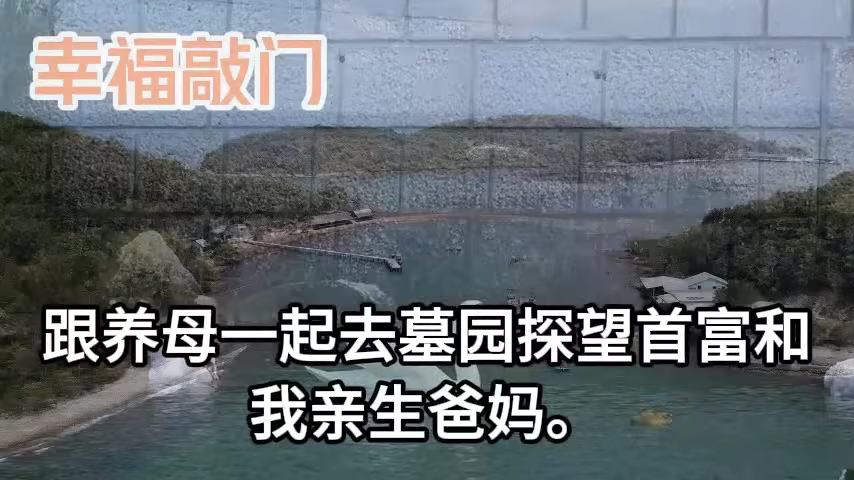 幸福敲门
跟养母一起去墓园探望首富和
我亲生爸妈。